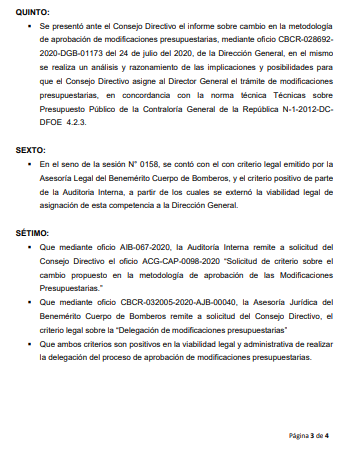 QUINTO:
▪ Se presentó ante el Consejo Directivo el informe sobre cambio en la metodología
de aprobación de modificaciones presupuestarias, mediante oficio CBCR-028692-
2020-DGB-01173 del 24 de julio del 2020, de la Dirección General, en el mismo
se realiza un análisis y razonamiento de las implicaciones y posibilidades para
que el Consejo Directivo asigne al Director General el trámite de modificaciones
presupuestarias, en concordancia con la norma técnica Técnicas sobre
Presupuesto Público de la Contraloría General de la República N-1-2012-DC-
DFOE 4.2.3.
SEXTO:
▪ En el seno de la sesión N° 0158, se contó con el con criterio legal emitido por la
Asesoría Legal del Benemérito Cuerpo de Bomberos, y el criterio positivo de parte
de la Auditoria Interna, a partir de los cuales se externó la viabilidad legal de
asignación de esta competencia a la Dirección General.
SÉTIMO:
▪ Que mediante oficio AIB-067-2020, la Auditoría Interna remite a solicitud del
Consejo Directivo el oficio ACG-CAP-0098-2020 “Solicitud de criterio sobre el
cambio propuesto en la metodología de aprobación de las Modificaciones
Presupuestarias.”
▪ Que mediante oficio CBCR-032005-2020-AJB-00040, la Asesoría Jurídica del
Benemérito Cuerpo de Bomberos remite a solicitud del Consejo Directivo, el
criterio legal sobre la “Delegación de modificaciones presupuestarias”
▪ Que ambos criterios son positivos en la viabilidad legal y administrativa de realizar
la delegación del proceso de aprobación de modificaciones presupuestarias.
Página 3 de 4